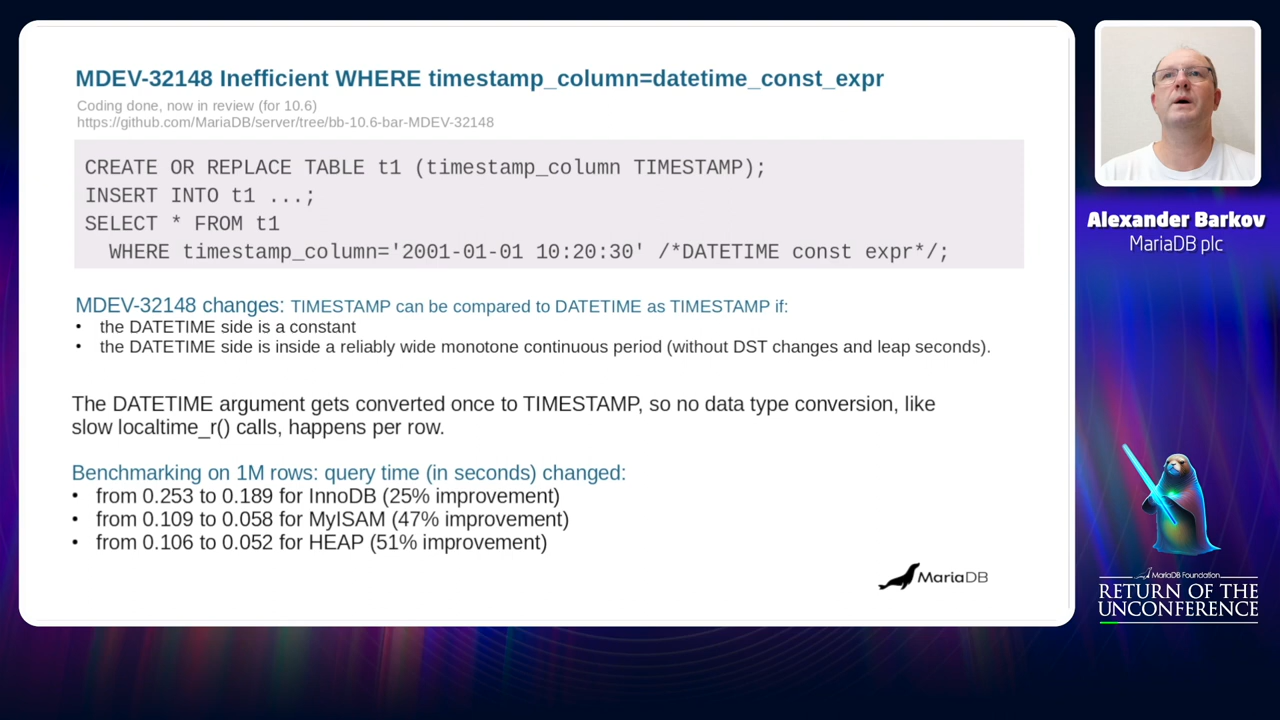 MDEV-32148 Inefficient WHERE timestamp_column=datetime_const_expr
Coding done, now in review (for 10.6)
https://github.com/MariaDB/server/tree/bb-10.6-bar-MDEV-32148
CREATE OR REPLACE TABLE t1 (timestamp_column TIMESTAMP);
INSERT INTO t1 ...;
SELECT * FROM t1
WHERE timestamp_column='2001-01-01 10:20:30' /*DATETIME const expr*/;
MDEV-32148 changes: TIMESTAMP can be compared to DATETIME as TIMESTAMP if:
• the DATETIME side is a constant
• the DATETIME side is inside a reliably wide monotone continuous period (without DST changes and leap seconds).
The DATETIME argument gets converted once to TIMESTAMP, so no data type conversion, like
slow localtime_r() calls, happens per row.
Benchmarking on 1M rows: query time (in seconds) changed:
• from 0.253 to 0.189 for InnoDB (25% improvement)
• from 0.109 to 0.058 for MyISAM (47% improvement)
• from 0.106 to 0.052 for HEAP (51% improvement)
MariaDB
Alexander Barkov
MariaDB plc
MariaDB Foundation
RETURN OF THE
UNCONFERENCE